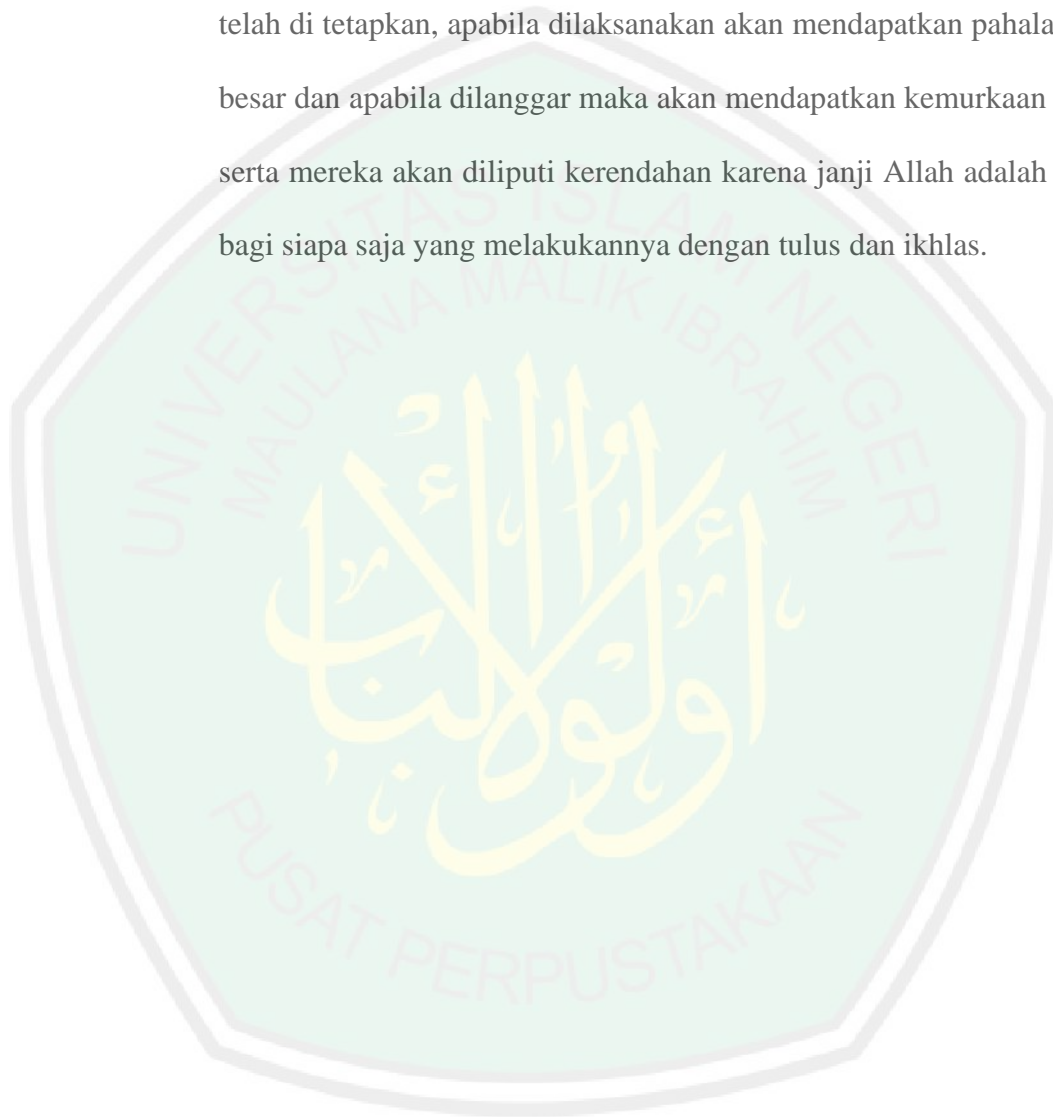 telah di tetapkan, apabila dilaksanakan akan mendapatkan pahala
besar dan apabila dilanggar maka akan mendapatkan kemurkaan
serta mereka akan diliputi kerendahan karena janji Allah adalah
bagi siapa saja yang melakukannya dengan tulus dan ikhlas.
UNIVERSITAS ISLAM NEGERI
MAULANA MALIK IBRAHIM
أولوا الألباب
PUSAT PERPUSTAKAAN